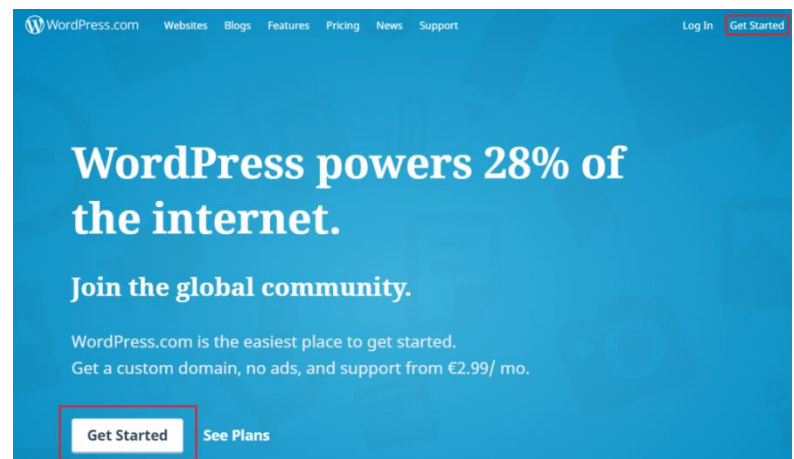 WordPress.com Websites Blogs Features Pricing News Support Log In Get Started
WordPress powers 28% of
the internet.
Join the global community.
WordPress.com is the easiest place to get started.
Get a custom domain, no ads, and support from €2.99/ mo.
Get Started See Plans